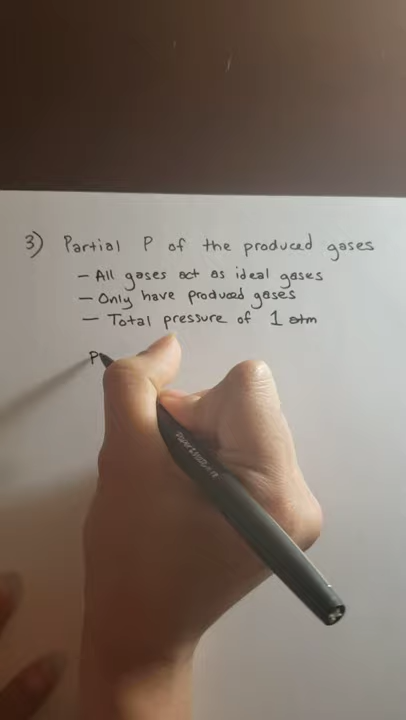 3) Partial P of the produced gases
- All gases act as ideal gases
- Only have produced gases
- Total pressure of 1 atm
P